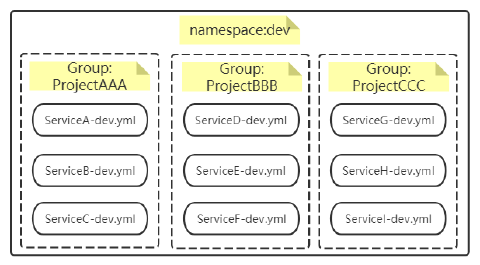 namespace:dev
Group:
ProjectAAA
ServiceA-dev.yml
ServiceB-dev.yml
ServiceC-dev.yml
Group:
ProjectBBB
ServiceD-dev.yml
ServiceE-dev.yml
ServiceF-dev.yml
Group:
ProjectCCC
ServiceG-dev.yml
ServiceH-dev.yml
ServiceI-dev.yml